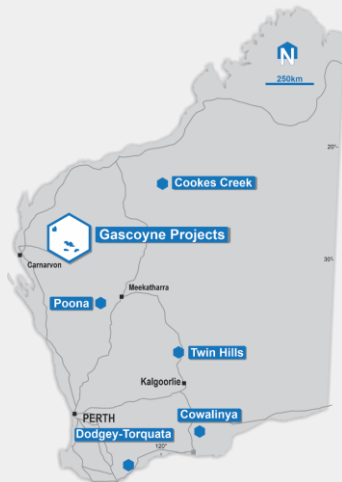 N
250km
20°-
Cookes Creek
Gascoyne Projects
Carnarvon
30°-
Meekatharra
Poona
Twin Hills
Kalgoorlie
Cowalinya
PERTH
Dodgey-Torquata
120°